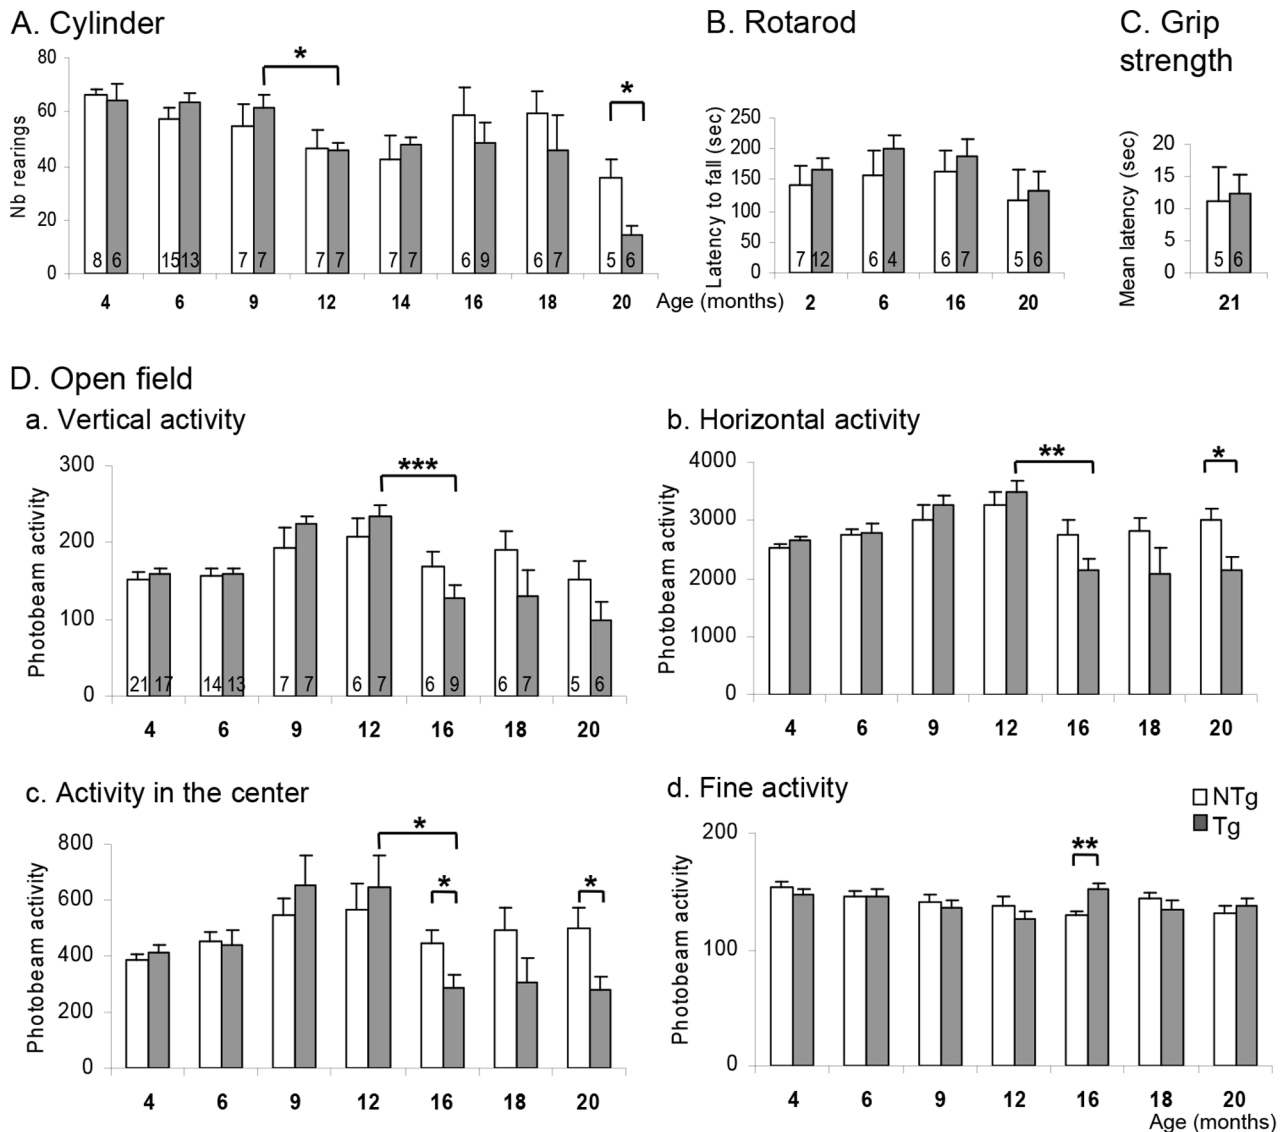 A. Cylinder
Nb rearings
80
60
40
20
0
*
*
8 6 15 13 7 7 7 7 7 7 6 9 6 7 5 6
4 6 9 12 14 16 18 20
Age (months)
B. Rotarod
Latency to fall (sec)
250
200
150
100
50
0
7 12 6 4 6 7 5 6
2 6 16 20
C. Grip
strength
Mean latency (sec)
20
15
10
5
0
5 6
21
D. Open field
a. Vertical activity
Photobeam activity
300
200
100
0
***
21 17 14 13 7 7 6 7 6 9 6 7 5 6
4 6 9 12 16 18 20
b. Horizontal activity
Photobeam activity
4000
3000
2000
1000
0
**
*
4 6 9 12 16 18 20
c. Activity in the center
Photobeam activity
800
600
400
200
0
*
*
*
4 6 9 12 16 18 20
d. Fine activity
NTg
Tg
Photobeam activity
200
100
0
**
4 6 9 12 16 18 20
Age (months)